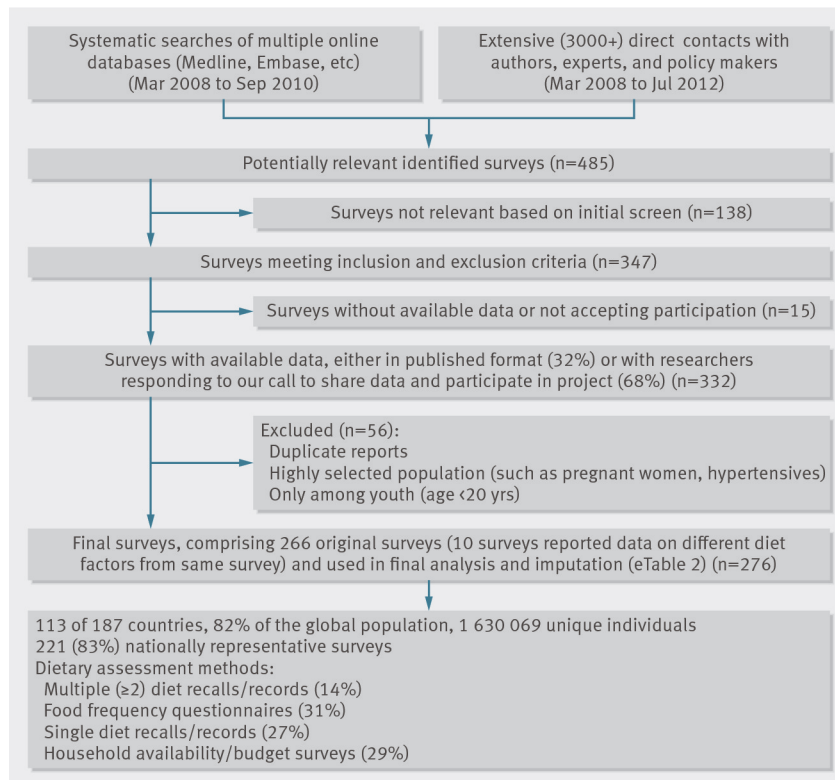 Systematic searches of multiple online
databases (Medline, Embase, etc)
(Mar 2008 to Sep 2010)
Extensive (3000+) direct contacts with
authors, experts, and policy makers
(Mar 2008 to Jul 2012)
Potentially relevant identified surveys (n=485)
Surveys not relevant based on initial screen (n=138)
Surveys meeting inclusion and exclusion criteria (n=347)
Surveys without available data or not accepting participation (n=15)
Surveys with available data, either in published format (32%) or with researchers
responding to our call to share data and participate in project (68%) (n=332)
Excluded (n=56):
Duplicate reports
Highly selected population (such as pregnant women, hypertensives)
Only among youth (age <20 yrs)
Final surveys, comprising 266 original surveys (10 surveys reported data on different diet
factors from same survey) and used in final analysis and imputation (eTable 2) (n=276)
113 of 187 countries, 82% of the global population, 1 630 069 unique individuals
221 (83%) nationally representative surveys
Dietary assessment methods:
Multiple (≥2) diet recalls/records (14%)
Food frequency questionnaires (31%)
Single diet recalls/records (27%)
Household availability/budget surveys (29%)